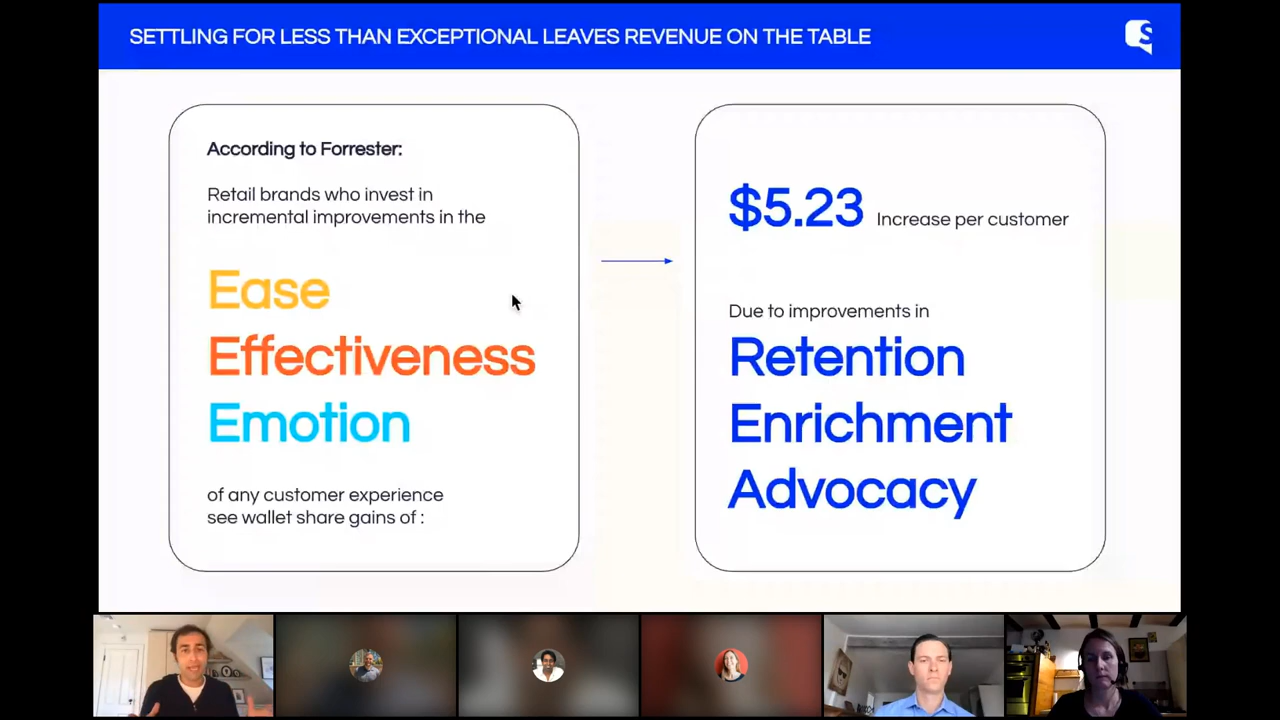 SETTLING FOR LESS THAN EXCEPTIONAL LEAVES REVENUE ON THE TABLE
S
According to Forrester:
Retail brands who invest in
incremental improvements in the
Ease
Effectiveness
Emotion
of any customer experience
see wallet share gains of :
$5.23 Increase per customer
Due to improvements in
Retention
Enrichment
Advocacy